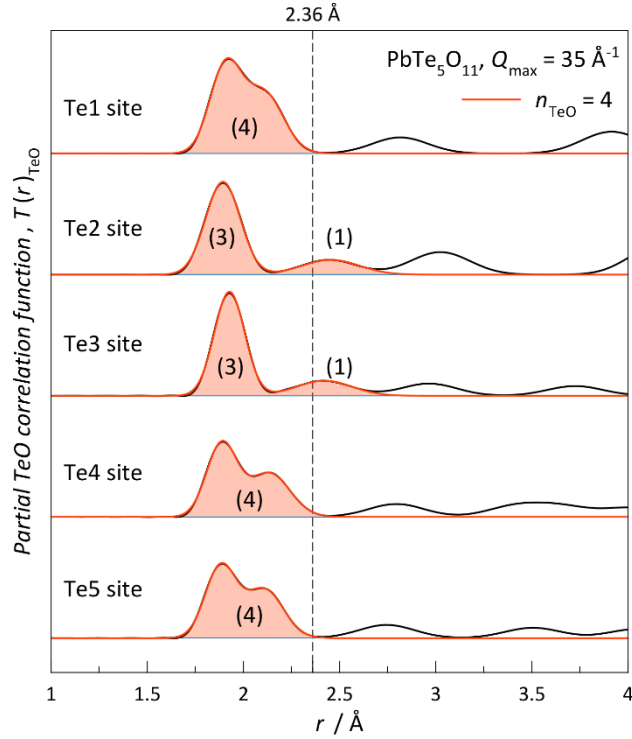 2.36 Å
PbTe₅O₁₁, Qmax = 35 Å⁻¹
nTeO = 4
Te1 site
(4)
Te2 site
(3)
(1)
Te3 site
(3)
(1)
Te4 site
(4)
Te5 site
(4)
Partial TeO correlation function , T(r)TeO
1 1.5 2 2.5 3 3.5 4
r / Å